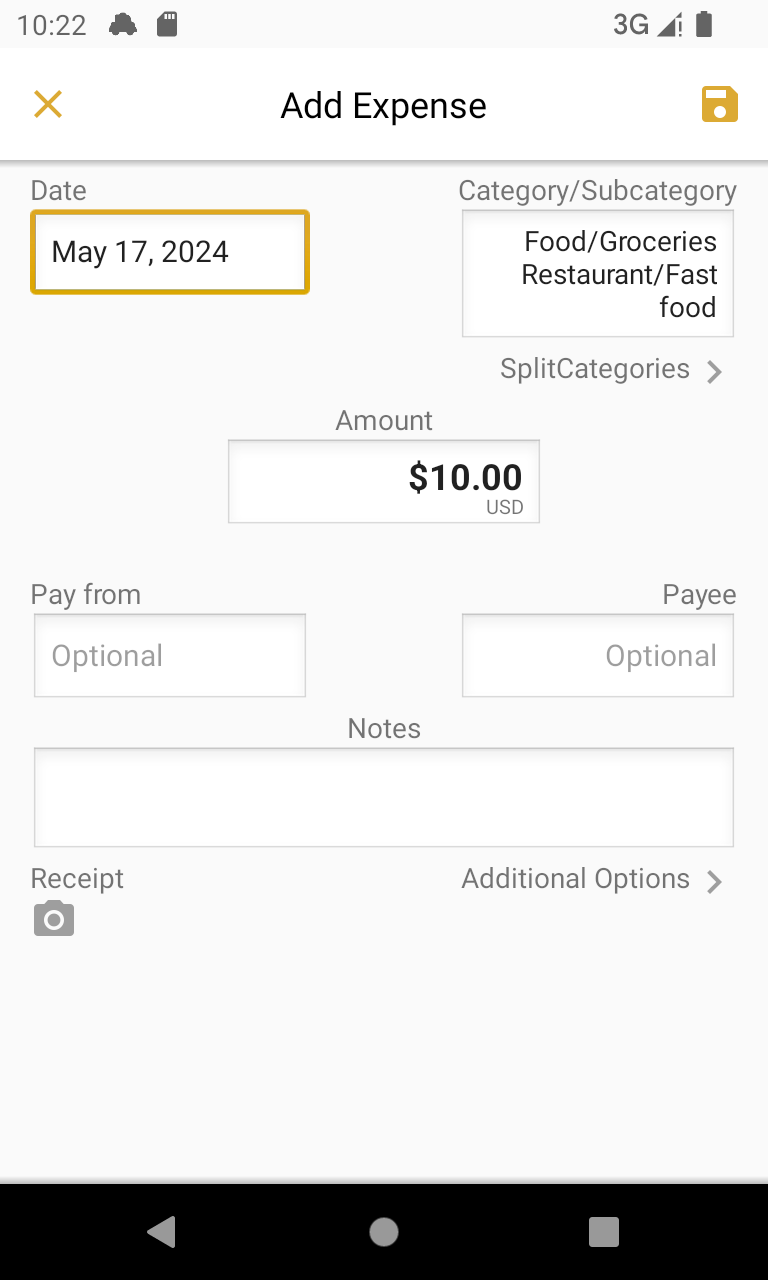 10:22
3G
Add Expense
Date
Category/Subcategory
May 17, 2024
Food/Groceries
Restaurant/Fast
food
SplitCategories
Amount
$10.00
USD
Pay from
Payee
Optional
Optional
Notes
Receipt
Additional Options